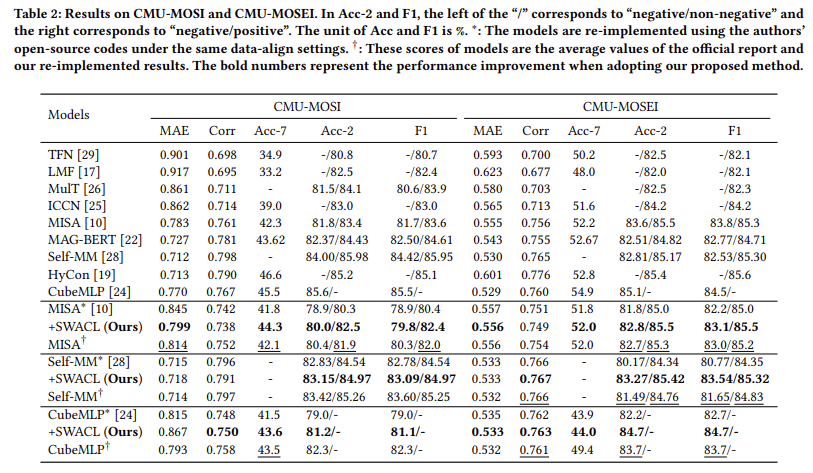 Table 2: Results on CMU-MOSI and CMU-MOSEI. In Acc-2 and F1, the left of the “/” corresponds to “negative/non-negative” and
the right corresponds to “negative/positive”. The unit of Acc and F1 is %. *: The models are re-implemented using the authors’
open-source codes under the same data-align settings. †: These scores of models are the average values of the official report and
our re-implemented results. The bold numbers represent the performance improvement when adopting our proposed method.
Models CMU-MOSI CMU-MOSEI
MAE Corr Acc-7 Acc-2 F1 MAE Corr Acc-7 Acc-2 F1
TFN [29] 0.901 0.698 34.9 -/80.8 -/80.7 0.593 0.700 50.2 -/82.5 -/82.1
LMF [17] 0.917 0.695 33.2 -/82.5 -/82.4 0.623 0.677 48.0 -/82.0 -/82.1
MulT [26] 0.861 0.711 - 81.5/84.1 80.6/83.9 0.580 0.703 - -/82.5 -/82.3
ICCN [25] 0.862 0.714 39.0 -/83.0 -/83.0 0.565 0.713 51.6 -/84.2 -/84.2
MISA [10] 0.783 0.761 42.3 81.8/83.4 81.7/83.6 0.555 0.756 52.2 83.6/85.5 83.8/85.3
MAG-BERT [22] 0.727 0.781 43.62 82.37/84.43 82.50/84.61 0.543 0.755 52.67 82.51/84.82 82.77/84.71
Self-MM [28] 0.712 0.798 - 84.00/85.98 84.42/85.95 0.530 0.765 - 82.81/85.17 82.53/85.30
HyCon [19] 0.713 0.790 46.6 -/85.2 -/85.1 0.601 0.776 52.8 -/85.4 -/85.6
CubeMLP [24] 0.770 0.767 45.5 85.6/- 85.5/- 0.529 0.760 54.9 85.1/- 84.5/-
MISA* [10] 0.845 0.742 41.8 78.9/80.3 78.9/80.4 0.557 0.751 51.8 81.8/85.0 82.2/85.0
+SWACL (Ours) 0.799 0.738 44.3 80.0/82.5 79.8/82.4 0.556 0.749 52.0 82.8/85.5 83.1/85.5
MISA† 0.814 0.752 42.1 80.4/81.9 80.3/82.0 0.556 0.754 52.0 82.7/85.3 83.0/85.2
Self-MM* [28] 0.715 0.796 - 82.83/84.54 82.78/84.54 0.533 0.766 - 80.17/84.34 80.77/84.35
+SWACL (Ours) 0.718 0.791 - 83.15/84.97 83.09/84.97 0.533 0.767 - 83.27/85.42 83.54/85.32
Self-MM† 0.714 0.797 - 83.42/85.26 83.60/85.25 0.532 0.766 - 81.49/84.76 81.65/84.83
CubeMLP* [24] 0.815 0.748 41.5 79.0/- 79.0/- 0.535 0.762 43.9 82.2/- 82.7/-
+SWACL (Ours) 0.867 0.750 43.6 81.2/- 81.1/- 0.533 0.763 44.0 84.7/- 84.7/-
CubeMLP† 0.793 0.758 43.5 82.3/- 82.3/- 0.532 0.761 49.4 83.7/- 83.7/-